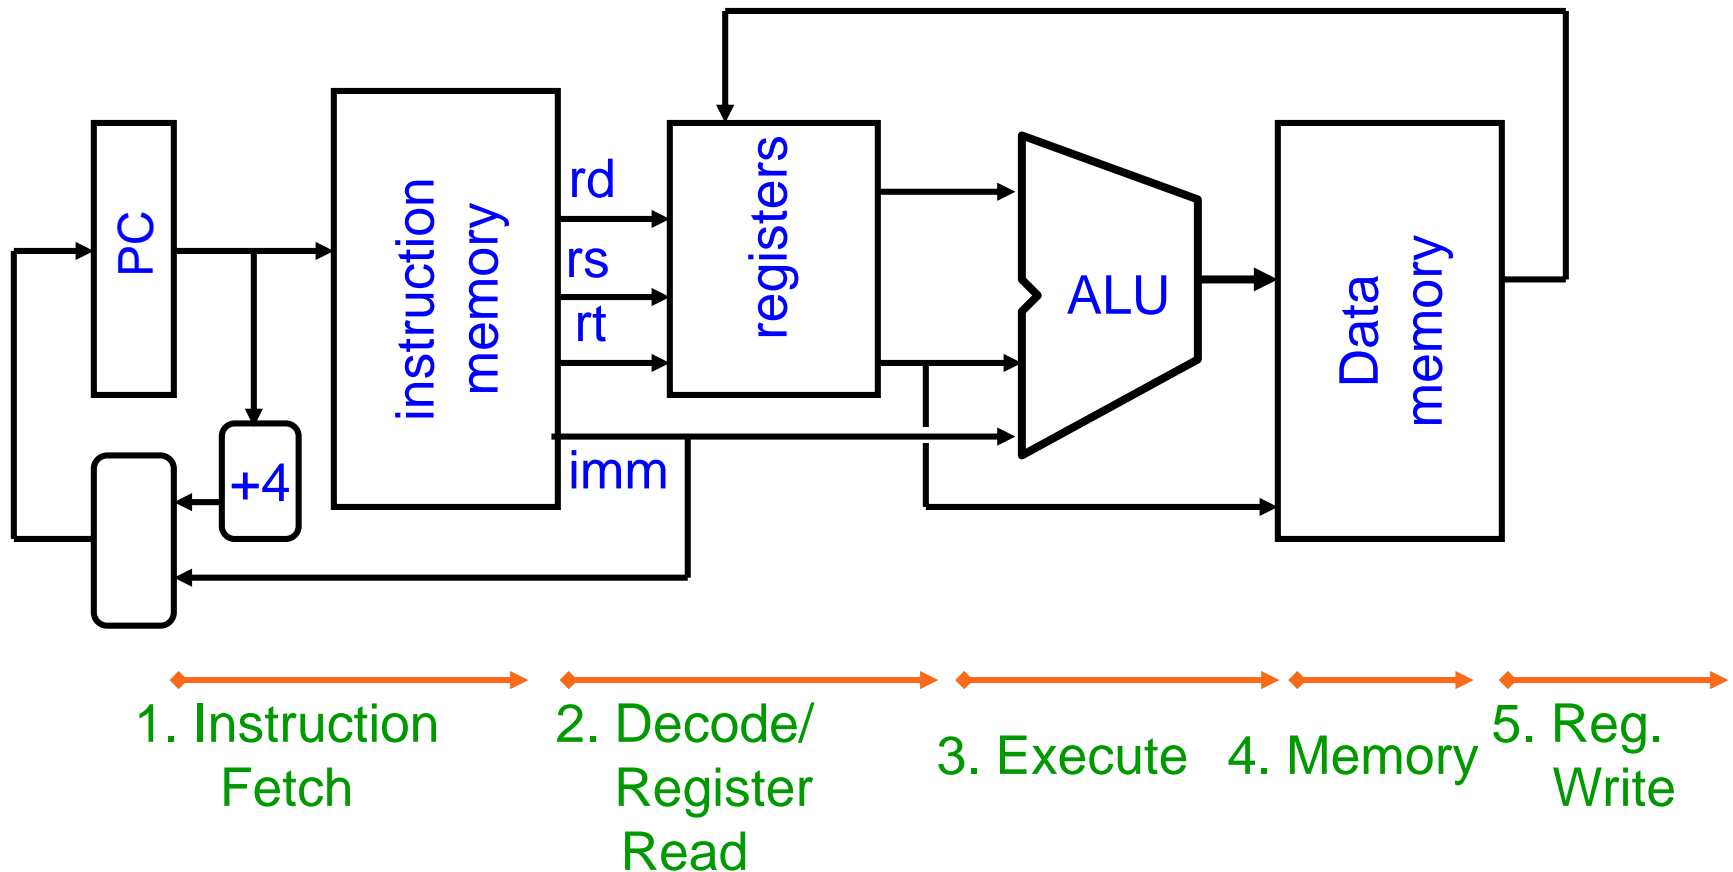 PC
+4
instruction
memory
rd
rs
rt
imm
registers
ALU
Data
memory
1. Instruction
Fetch
2. Decode/
Register
Read
3. Execute
4. Memory
5. Reg.
Write